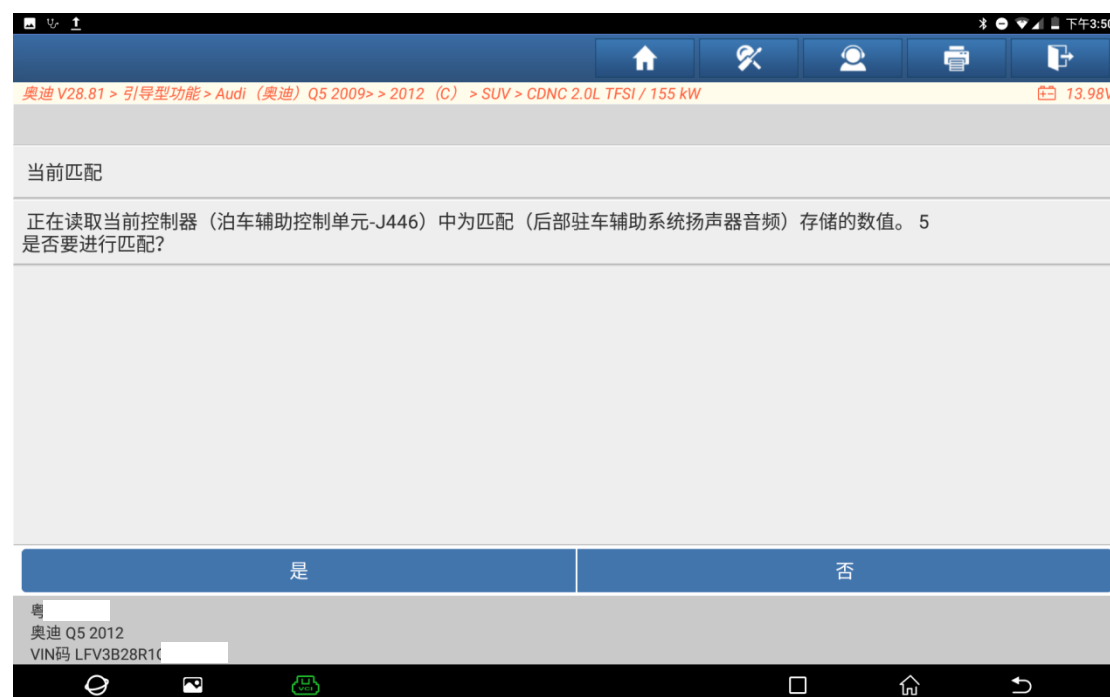 下午3:50
奥迪 V28.81 > 引导型功能 > Audi（奥迪）Q5 2009> > 2012（C） > SUV > CDNC 2.0L TFSI / 155 kW
13.98V
当前匹配
正在读取当前控制器（泊车辅助控制单元-J446）中为匹配（后部驻车辅助系统扬声器音频）存储的数值。 5
是否要进行匹配？
是
否
粤
奥迪 Q5 2012
VIN码 LFV3B28R1
VCI